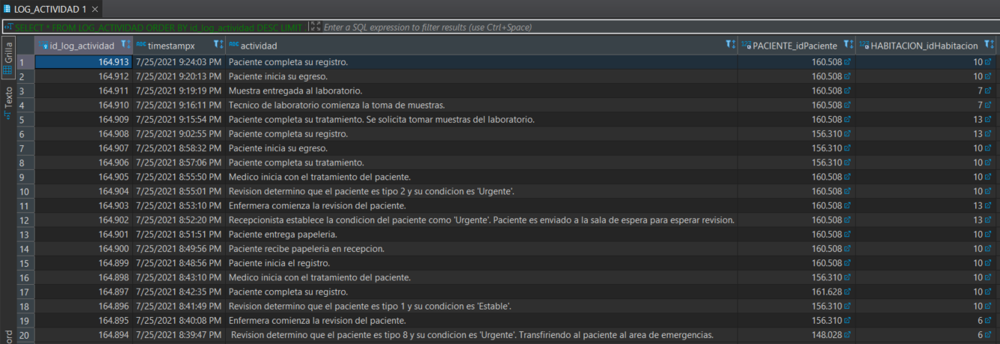 LOG_ACTIVIDAD 1
SELECT * FROM LOG_ACTIVIDAD ORDER BY id_log_actividad DESC LIMIT Enter a SQL expression to filter results (use Ctrl+Space)
Grilla
Texto
id_log_actividad timestampx actividad PACIENTE_idPaciente HABITACION_idHabitacion
1 164.913 7/25/2021 9:24:03 PM Paciente completa su registro. 160.508 10
2 164.912 7/25/2021 9:20:13 PM Paciente inicia su egreso. 160.508 10
3 164.911 7/25/2021 9:19:19 PM Muestra entregada al laboratorio. 160.508 7
4 164.910 7/25/2021 9:16:11 PM Tecnico de laboratorio comienza la toma de muestras. 160.508 7
5 164.909 7/25/2021 9:15:54 PM Paciente completa su tratamiento. Se solicita tomar muestras del laboratorio. 160.508 13
6 164.908 7/25/2021 9:02:55 PM Paciente completa su registro. 156.310 13
7 164.907 7/25/2021 8:58:32 PM Paciente inicia su egreso. 156.310 10
8 164.906 7/25/2021 8:57:06 PM Paciente completa su tratamiento. 156.310 10
9 164.905 7/25/2021 8:55:50 PM Medico inicia con el tratamiento del paciente. 160.508 10
10 164.904 7/25/2021 8:55:01 PM Revision determino que el paciente es tipo 2 y su condicion es 'Urgente'. 160.508 10
11 164.903 7/25/2021 8:53:10 PM Enfermera comienza la revision del paciente. 160.508 13
12 164.902 7/25/2021 8:52:20 PM Recepcionista establece la condicion del paciente como 'Urgente'. Paciente es enviado a la sala de espera para esperar revision. 160.508 13
13 164.901 7/25/2021 8:51:51 PM Paciente entrega papeleria. 160.508 10
14 164.900 7/25/2021 8:49:56 PM Paciente recibe papeleria en recepcion. 160.508 10
15 164.899 7/25/2021 8:48:56 PM Paciente inicia el registro. 160.508 10
16 164.898 7/25/2021 8:43:10 PM Medico inicia con el tratamiento del paciente. 156.310 10
17 164.897 7/25/2021 8:42:35 PM Paciente completa su registro. 161.628 10
18 164.896 7/25/2021 8:41:49 PM Revision determino que el paciente es tipo 1 y su condicion es 'Estable'. 156.310 10
19 164.895 7/25/2021 8:40:08 PM Enfermera comienza la revision del paciente. 156.310 6
20 164.894 7/25/2021 8:39:47 PM Revision determino que el paciente es tipo 8 y su condicion es 'Urgente'. Transfiriendo al paciente al area de emergencias. 148.028 6
ord